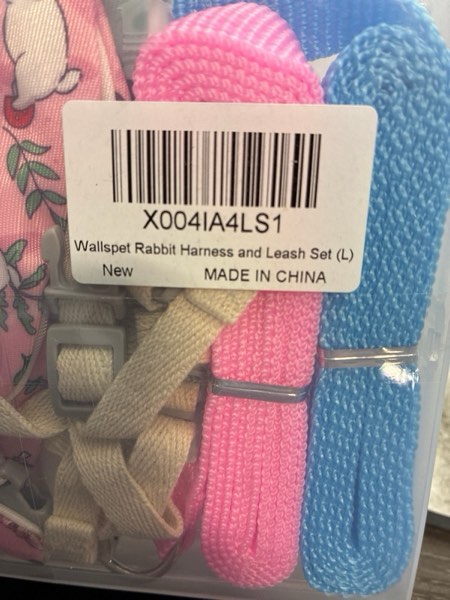 X004IA4LS1
Wallspet Rabbit Harness and Leash Set (L)
New MADE IN CHINA